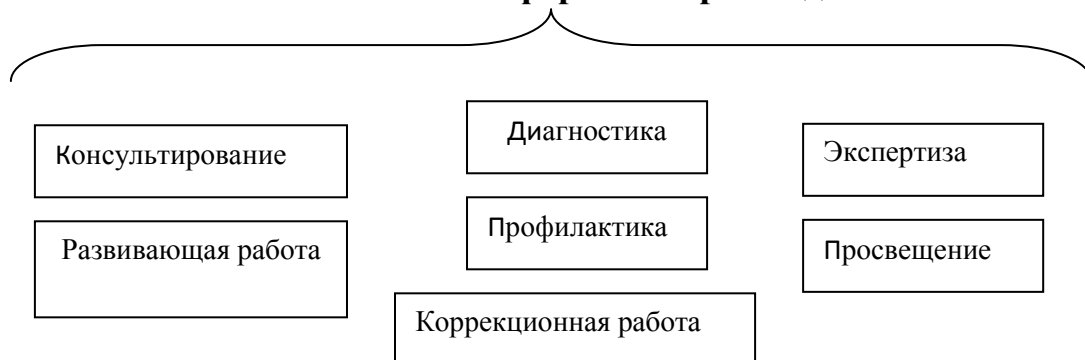 Консультирование
Диагностика
Экспертиза
Развивающая работа
Профилактика
Просвещение
Коррекционная работа